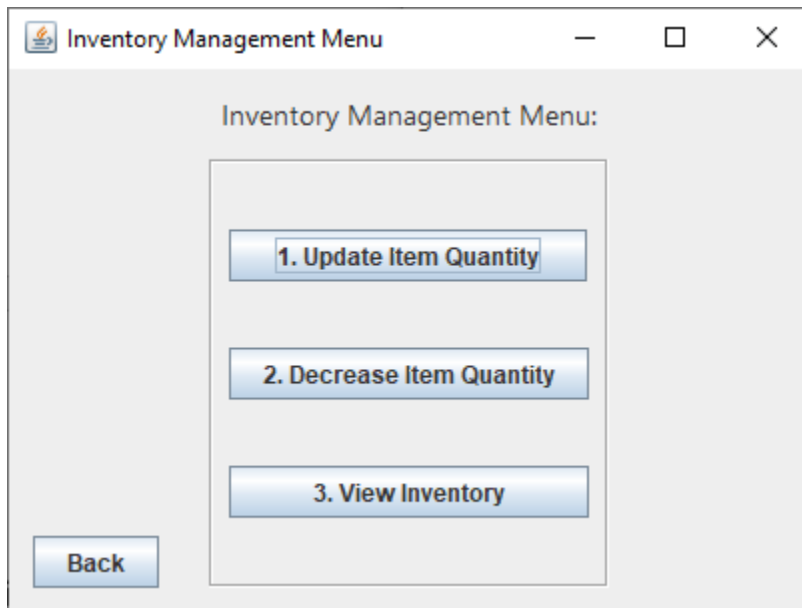 Inventory Management Menu
Inventory Management Menu:
1. Update Item Quantity
2. Decrease Item Quantity
3. View Inventory
Back